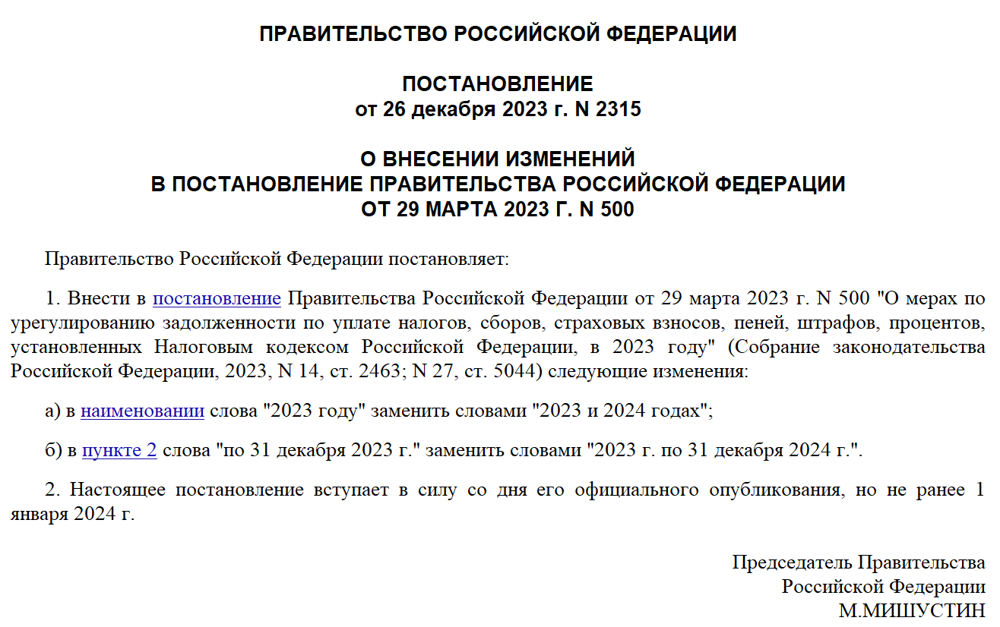 ПРАВИТЕЛЬСТВО РОССИЙСКОЙ ФЕДЕРАЦИИ
ПОСТАНОВЛЕНИЕ
от 26 декабря 2023 г. N 2315
О ВНЕСЕНИИ ИЗМЕНЕНИЙ
В ПОСТАНОВЛЕНИЕ ПРАВИТЕЛЬСТВА РОССИЙСКОЙ ФЕДЕРАЦИИ
ОТ 29 МАРТА 2023 Г. N 500
Правительство Российской Федерации постановляет:
1. Внести в постановление Правительства Российской Федерации от 29 марта 2023 г. N 500 "О мерах по
урегулированию задолженности по уплате налогов, сборов, страховых взносов, пеней, штрафов, процентов,
установленных Налоговым кодексом Российской Федерации, в 2023 году" (Собрание законодательства
Российской Федерации, 2023, N 14, ст. 2463; N 27, ст. 5044) следующие изменения:
а) в наименовании слова "2023 году" заменить словами "2023 и 2024 годах";
б) в пункте 2 слова "по 31 декабря 2023 г." заменить словами "2023 г. по 31 декабря 2024 г.".
2. Настоящее постановление вступает в силу со дня его официального опубликования, но не ранее 1
января 2024 г.
Председатель Правительства
Российской Федерации
М.МИШУСТИН